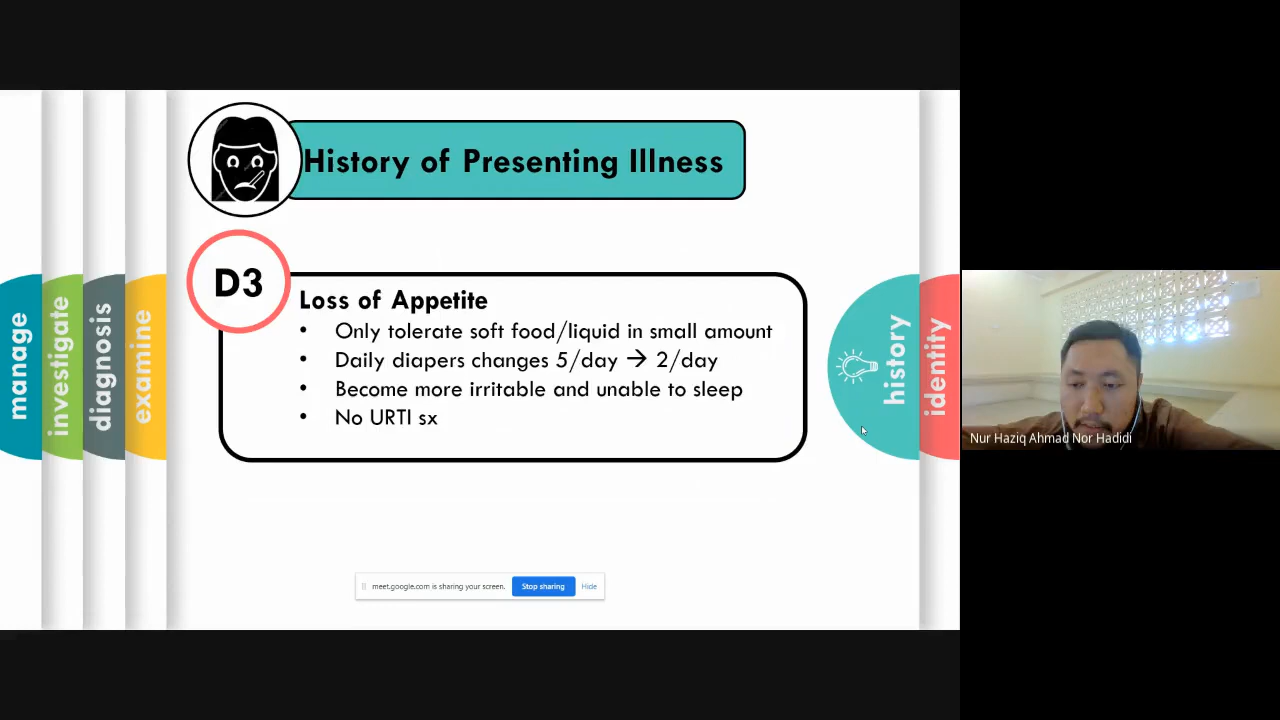 History of Presenting Illness
D3
Loss of Appetite
• Only tolerate soft food/liquid in small amount
• Daily diapers changes 5/day → 2/day
• Become more irritable and unable to sleep
• No URTI sx
manage
investigate
diagnosis
examine
history
identity
Nur Haziq Ahmad Nor Hadidi
meet.google.com is sharing your screen.
Stop sharing
Hide